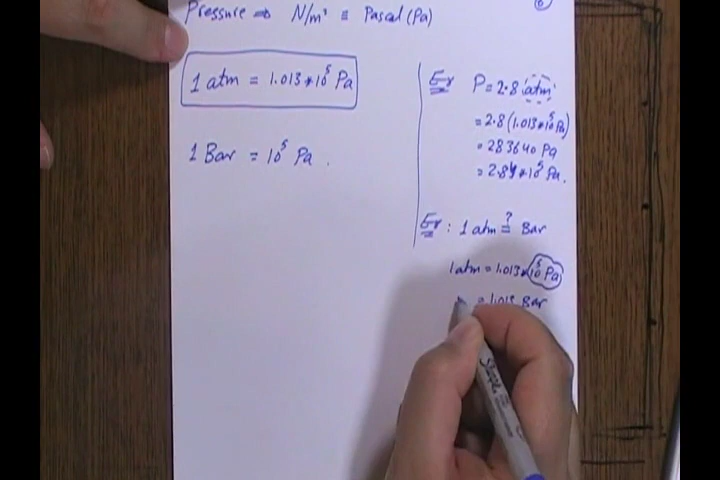 Pressure ⇒ N/m² ≡ Pascal (Pa)
6
1 atm = 1.013*10⁵ Pa
1 Bar = 10⁵ Pa .
Ex P = 2.8 atm
= 2.8 (1.013*10⁵ Pa)
= 283640 Pa
= 2.84*10⁵ Pa.
Ex : 1 atm ?= Bar
1 atm = 1.013*10⁵ Pa
= 1.013 Bar
Sharpie